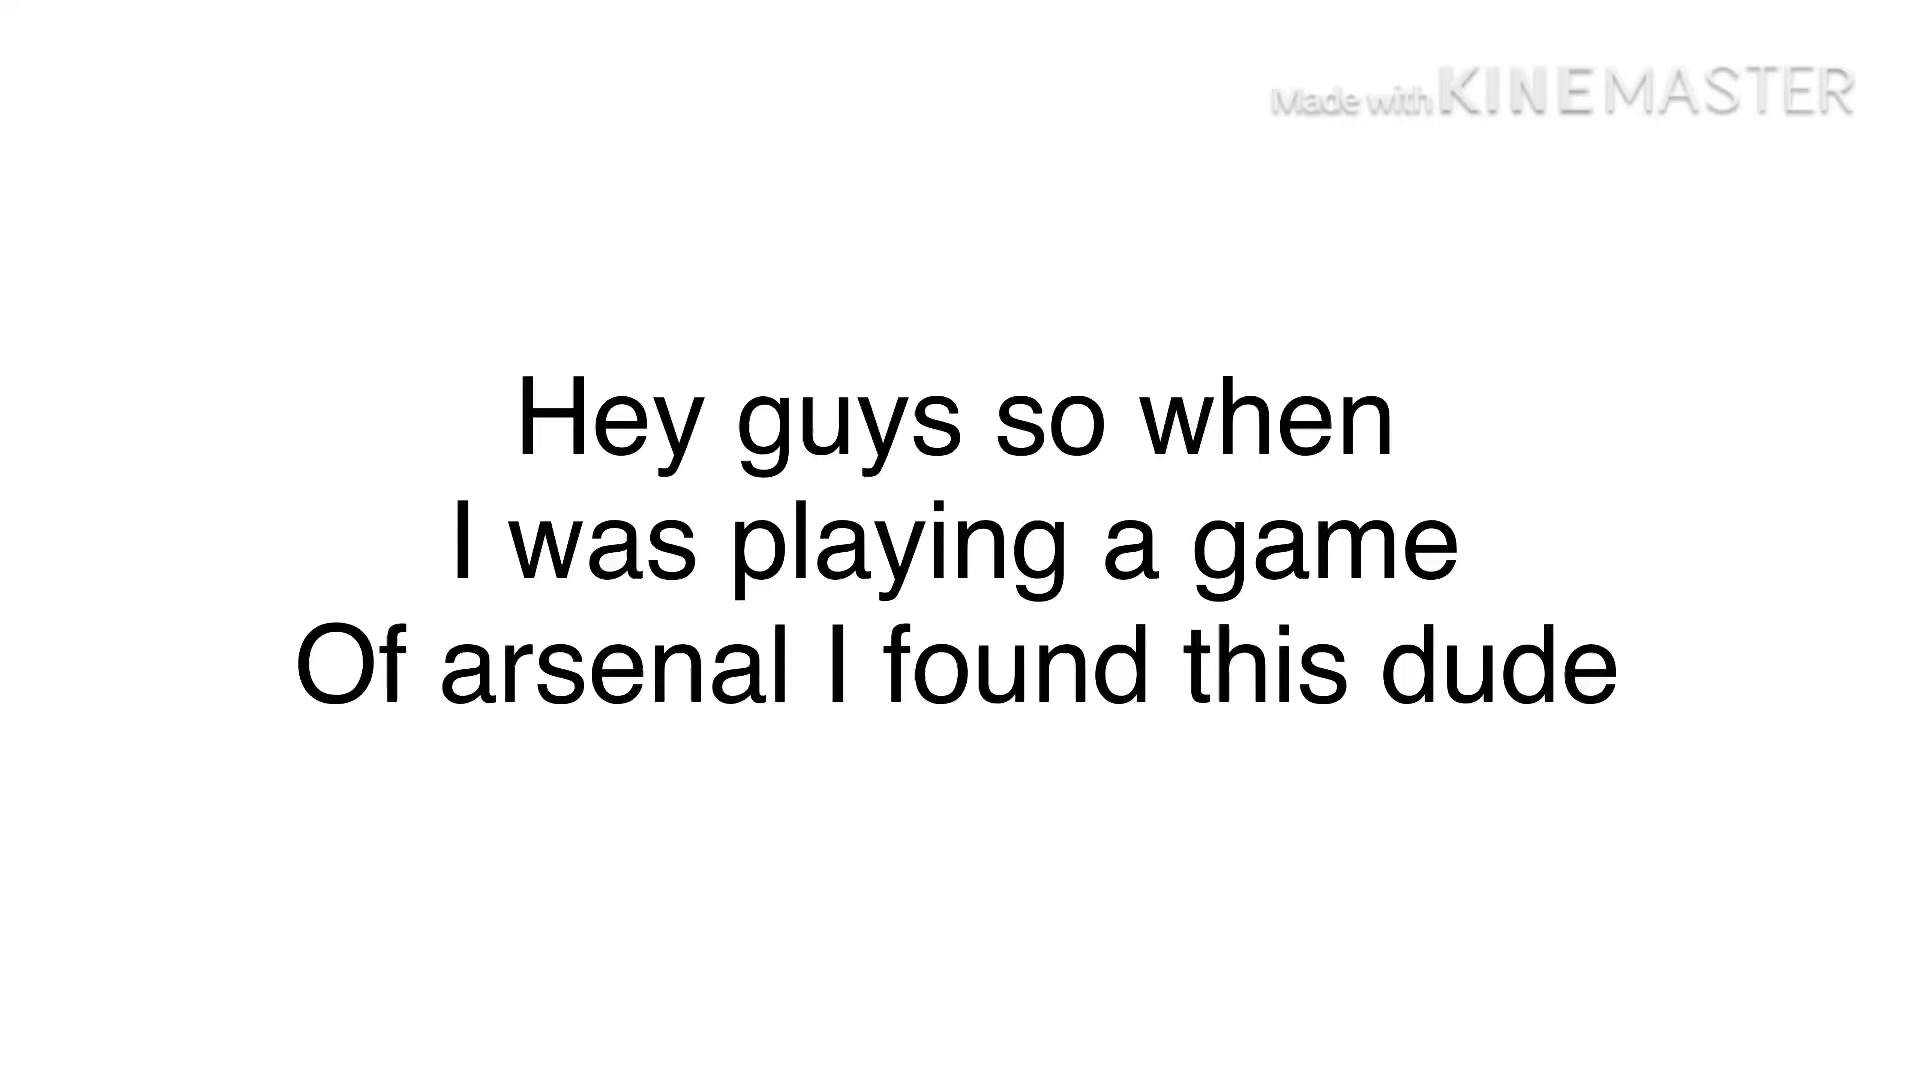 Made with KINEMASTER
Hey guys so when
I was playing a game
Of arsenal I found this dude